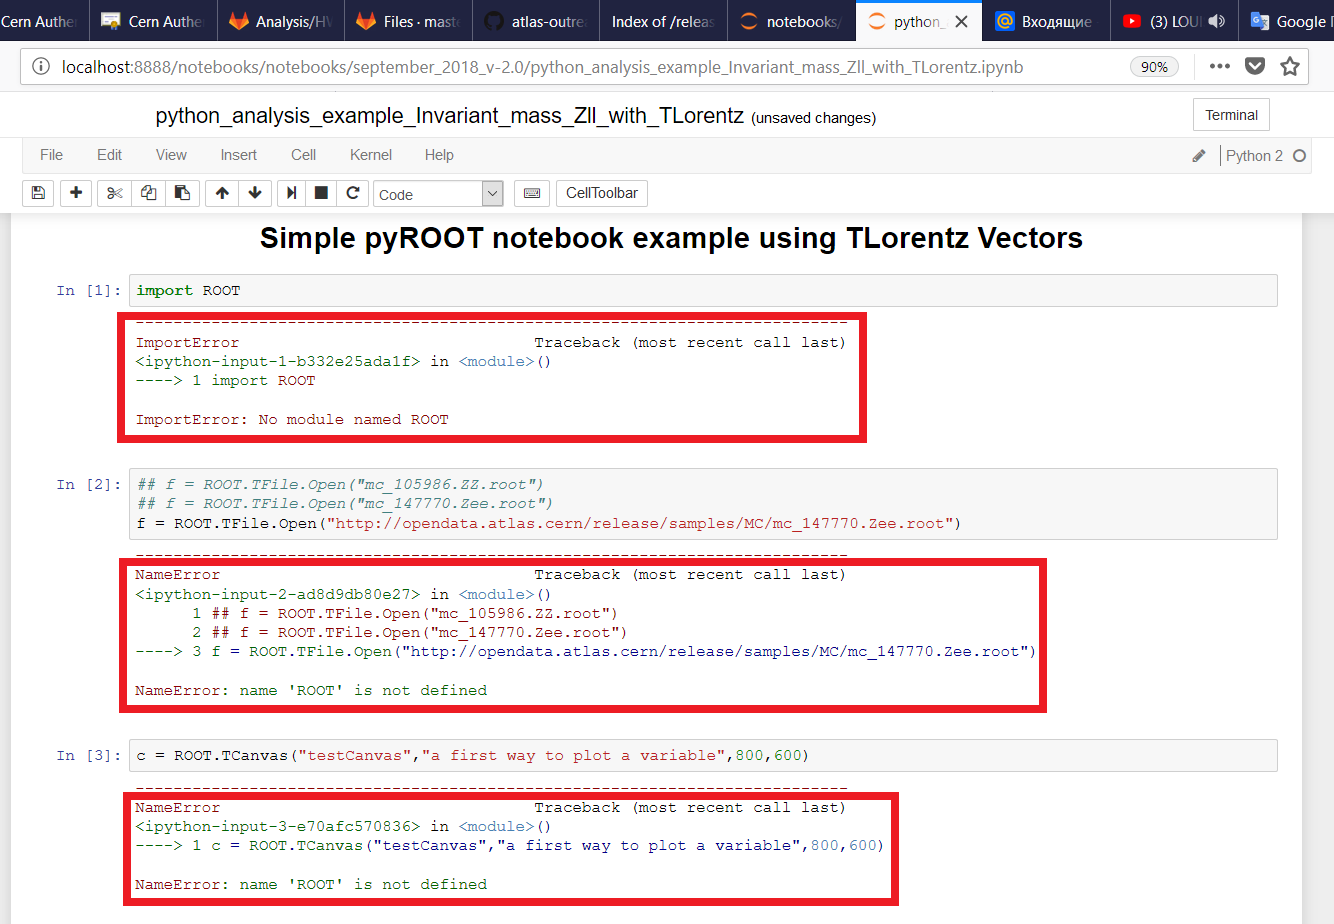 Cern Authe Cern Authe Analysis/HW Files · maste atlas-outrea Index of /releas notebooks/ python_ Входящие (3) LOUI Google
localhost:8888/notebooks/notebooks/september_2018_v-2.0/python_analysis_example_Invariant_mass_Zll_with_TLorentz.ipynb 90%
python_analysis_example_Invariant_mass_Zll_with_TLorentz (unsaved changes) Terminal
File Edit View Insert Cell Kernel Help Python 2
Code CellToolbar
Simple pyROOT notebook example using TLorentz Vectors
In [1]: import ROOT
---------------------------------------------------------------------------
ImportError Traceback (most recent call last)
<ipython-input-1-b332e25ada1f> in <module>()
----> 1 import ROOT
ImportError: No module named ROOT
In [2]: ## f = ROOT.TFile.Open("mc_105986.ZZ.root")
## f = ROOT.TFile.Open("mc_147770.Zee.root")
f = ROOT.TFile.Open("http://opendata.atlas.cern/release/samples/MC/mc_147770.Zee.root")
---------------------------------------------------------------------------
NameError Traceback (most recent call last)
<ipython-input-2-ad8d9db80e27> in <module>()
1 ## f = ROOT.TFile.Open("mc_105986.ZZ.root")
2 ## f = ROOT.TFile.Open("mc_147770.Zee.root")
----> 3 f = ROOT.TFile.Open("http://opendata.atlas.cern/release/samples/MC/mc_147770.Zee.root")
NameError: name 'ROOT' is not defined
In [3]: c = ROOT.TCanvas("testCanvas","a first way to plot a variable",800,600)
---------------------------------------------------------------------------
NameError Traceback (most recent call last)
<ipython-input-3-e70afc570836> in <module>()
----> 1 c = ROOT.TCanvas("testCanvas","a first way to plot a variable",800,600)
NameError: name 'ROOT' is not defined